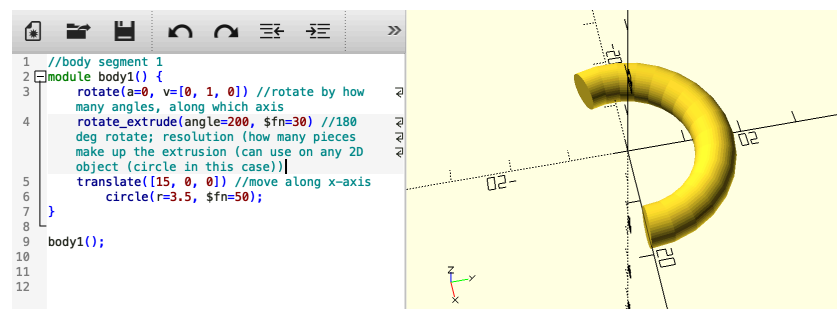 1 //body segment 1
2 module body1() {
3 rotate(a=0, v=[0, 1, 0]) //rotate by how
many angles, along which axis
4 rotate_extrude(angle=200, $fn=30) //180
deg rotate; resolution (how many pieces
make up the extrusion (can use on any 2D
object (circle in this case))
5 translate([15, 0, 0]) //move along x-axis
6 circle(r=3.5, $fn=50);
7 }
8
9 body1();
10
11
12
-20
20
-20
20
z
y
x